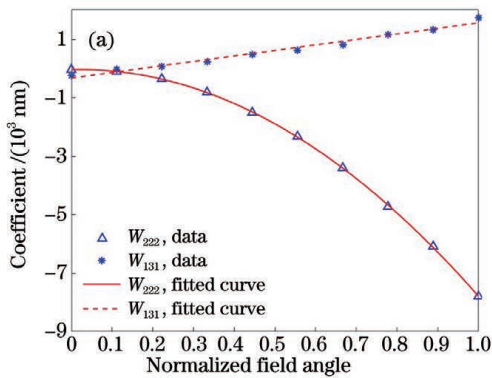 (a)
1
−1
−3
−5
−7
−9
Coefficient /(10³ nm)
W₂₂₂, data
W₁₃₁, data
W₂₂₂, fitted curve
W₁₃₁, fitted curve
0 0.1 0.2 0.3 0.4 0.5 0.6 0.7 0.8 0.9 1.0
Normalized field angle